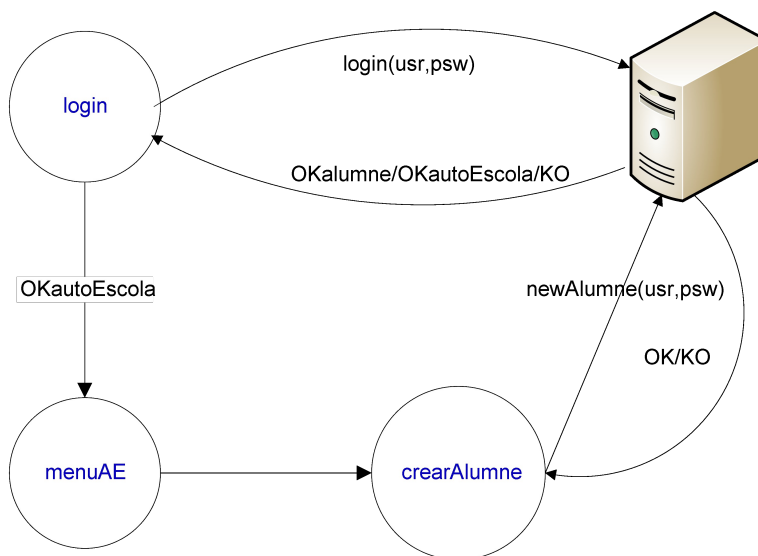 login(usr,psw)
login
OKalumne/OKautoEscola/KO
OKautoEscola
newAlumne(usr,psw)
OK/KO
menuAE
crearAlumne